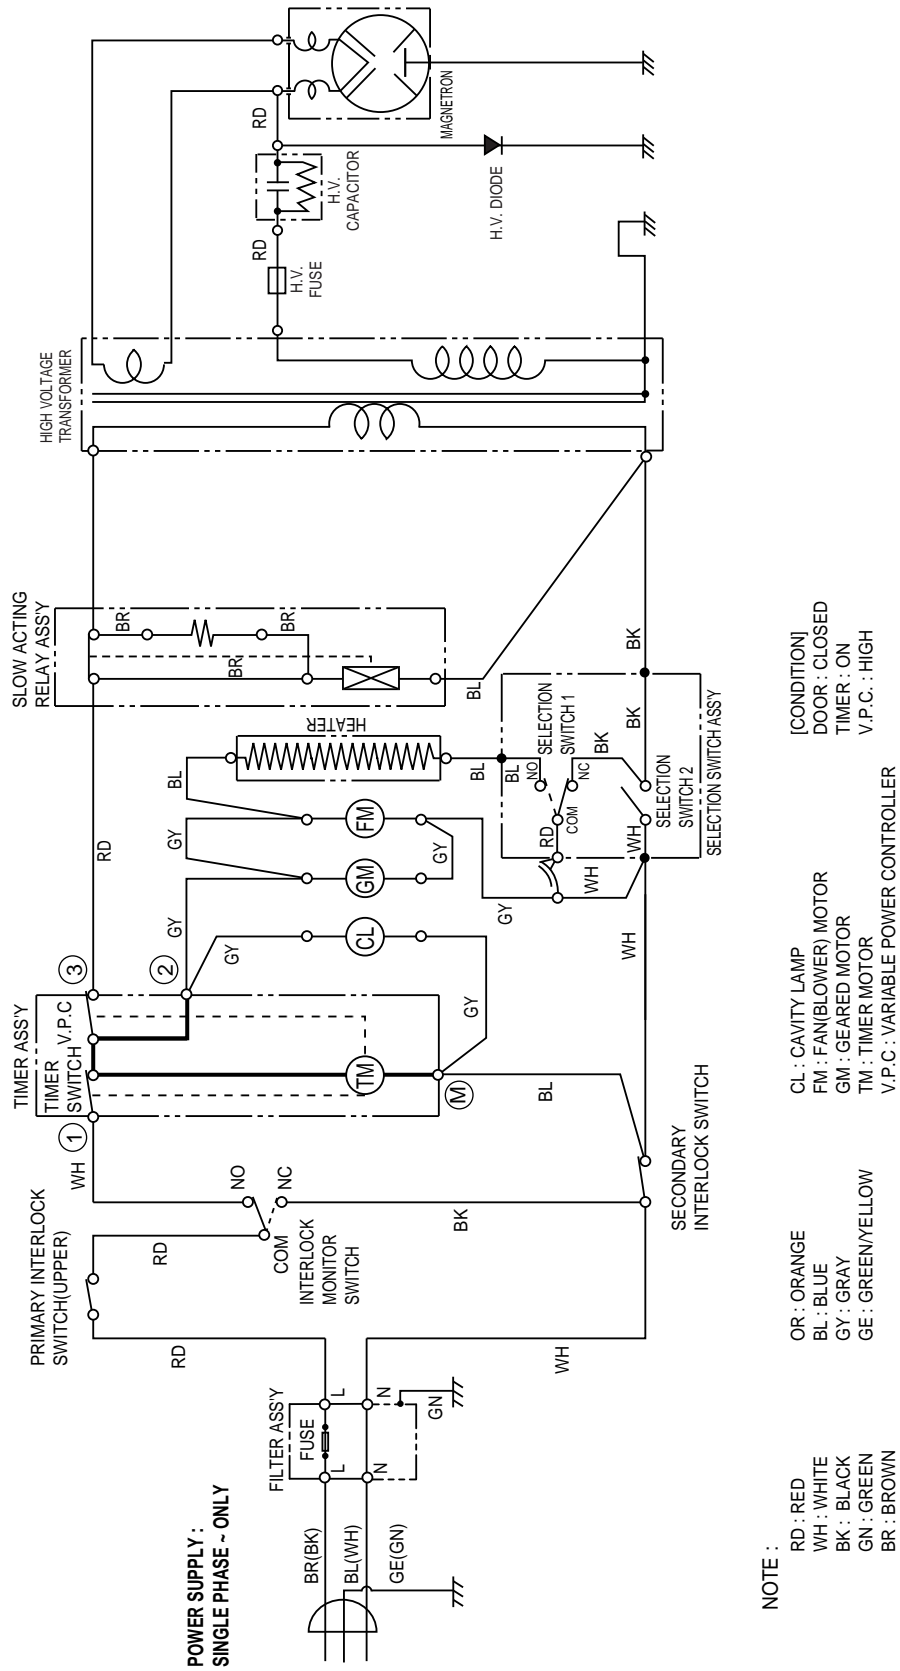 POWER SUPPLY :
SINGLE PHASE ~ ONLY
BR(BK)
BL(WH)
GE(GN)
FILTER ASS'Y
FUSE
L
N
L
N
GN
RD
WH
PRIMARY INTERLOCK
SWITCH(UPPER)
RD
WH
NO
NC
COM
INTERLOCK
MONITOR
SWITCH
BK
SECONDARY
INTERLOCK SWITCH
TIMER ASS'Y
TIMER
SWITCH
V.P.C
1
3
2
TM
M
BL
RD
GY
GY
GY
BL
GY
CL
GM
FM
GY
GY
HEATER
WH
WH
WH
RD
COM
NO
NC
BL
BL
SELECTION
SWITCH 1
BK
SELECTION
SWITCH 2
SELECTION SWITCH ASS'Y
BK
BK
SLOW ACTING
RELAY ASS'Y
BR
BR
BR
BL
HIGH VOLTAGE
TRANSFORMER
H.V.
FUSE
RD
H.V.
CAPACITOR
RD
H.V. DIODE
MAGNETRON
NOTE :
RD : RED
WH : WHITE
BK : BLACK
GN : GREEN
BR : BROWN
OR : ORANGE
BL : BLUE
GY : GRAY
GE : GREEN/YELLOW
CL : CAVITY LAMP
FM : FAN(BLOWER) MOTOR
GM : GEARED MOTOR
TM : TIMER MOTOR
V.P.C : VARIABLE POWER CONTROLLER
[CONDITION]
DOOR : CLOSED
TIMER : ON
V.P.C. : HIGH